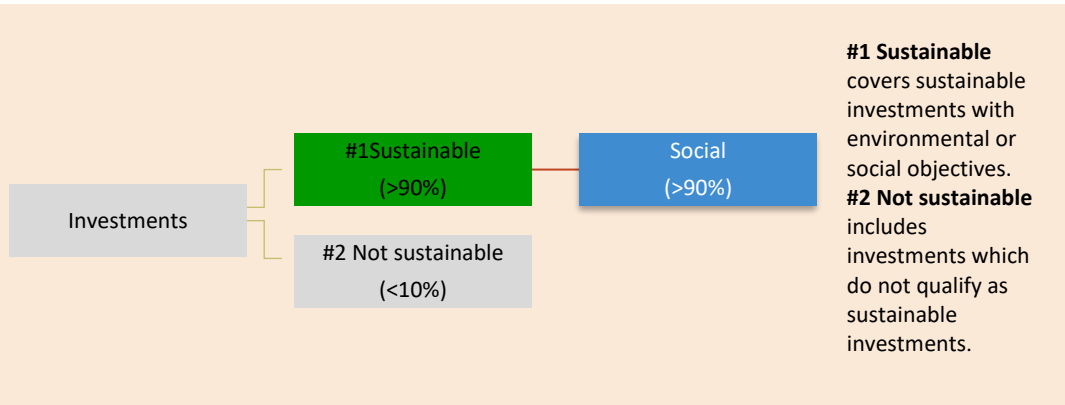 Investments
#1Sustainable
(>90%)
Social
(>90%)
#2 Not sustainable
(<10%)
#1 Sustainable
covers sustainable
investments with
environmental or
social objectives.
#2 Not sustainable
includes
investments which
do not qualify as
sustainable
investments.